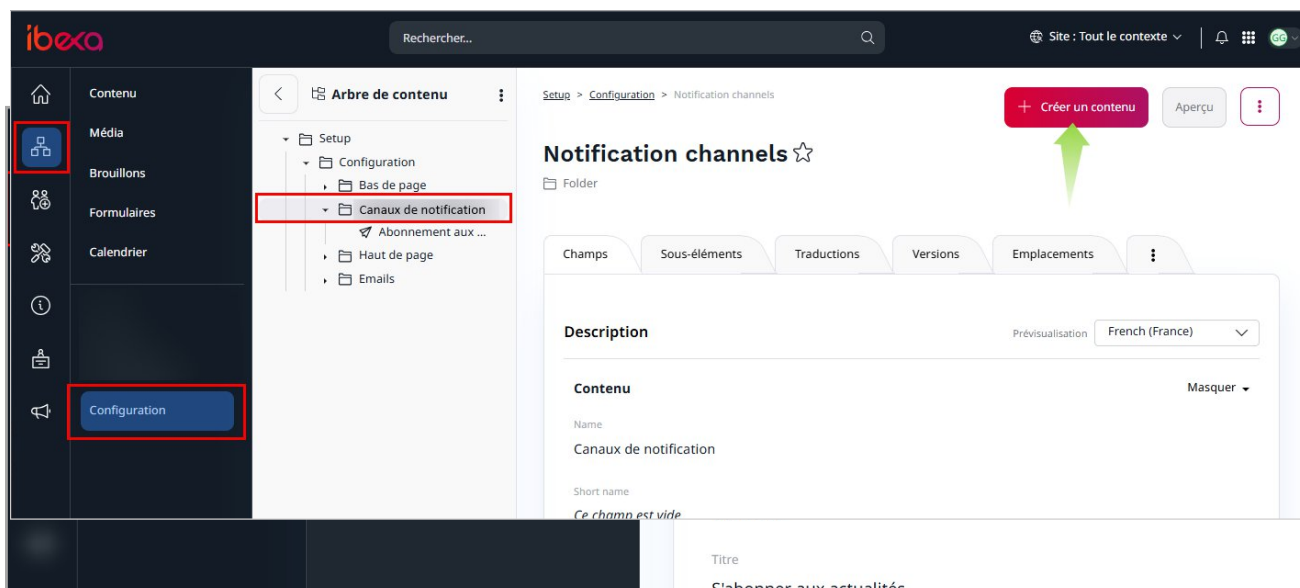 ibexa
Rechercher...
Site : Tout le contexte
GG
Contenu
Média
Brouillons
Formulaires
Calendrier
Configuration
Arbre de contenu
Setup
Configuration
Bas de page
Canaux de notification
Abonnement aux ...
Haut de page
Emails
Setup > Configuration > Notification channels
+ Créer un contenu
Aperçu
Notification channels
Folder
Champs
Sous-éléments
Traductions
Versions
Emplacements
Description
Prévisualisation
French (France)
Contenu
Masquer
Name
Canaux de notification
Short name
Ce champ est vide
Titre
S'abonner aux actualités